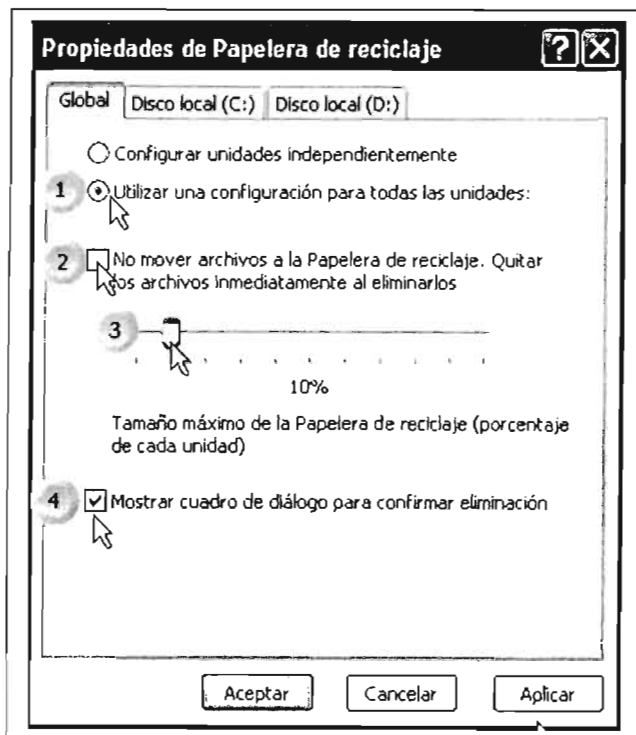 Propiedades de Papelera de reciclaje ? X
Global Disco local (C:) Disco local (D:)
Configurar unidades independientemente
1 Utilizar una configuración para todas las unidades:
2 No mover archivos a la Papelera de reciclaje. Quitar
los archivos inmediatamente al eliminarlos
3
10%
Tamaño máximo de la Papelera de reciclaje (porcentaje
de cada unidad)
4 Mostrar cuadro de diálogo para confirmar eliminación
Aceptar Cancelar Aplicar